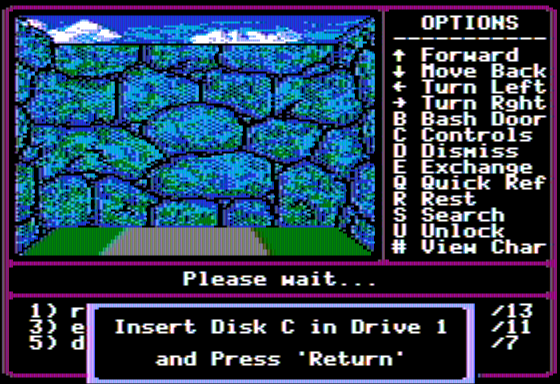 OPTIONS
------------
↑ Forward
↓ Move Back
← Turn Left
→ Turn Rght
B Bash Door
C Controls
D Dismiss
E Exchange
Q Quick Ref
R Rest
S Search
U Unlock
# View Char
Please wait...
1) r /13
3) e /11
5) d /7
Insert Disk C in Drive 1
and Press 'Return'